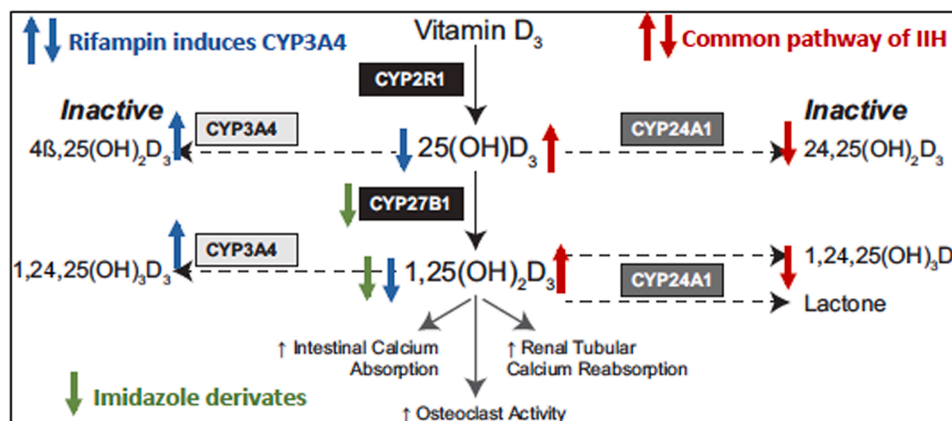 ↑↓ Rifampin induces CYP3A4
Vitamin D₃
↑↓ Common pathway of IIH
CYP2R1
Inactive
CYP3A4
4ß,25(OH)₂D₃
25(OH)D₃
CYP24A1
Inactive
24,25(OH)₂D₃
CYP27B1
CYP3A4
1,24,25(OH)₃D₃
1,25(OH)₂D₃
CYP24A1
1,24,25(OH)₃D
Lactone
↑ Intestinal Calcium
Absorption
↑ Renal Tubular
Calcium Reabsorption
↓ Imidazole derivates
↑ Osteoclast Activity